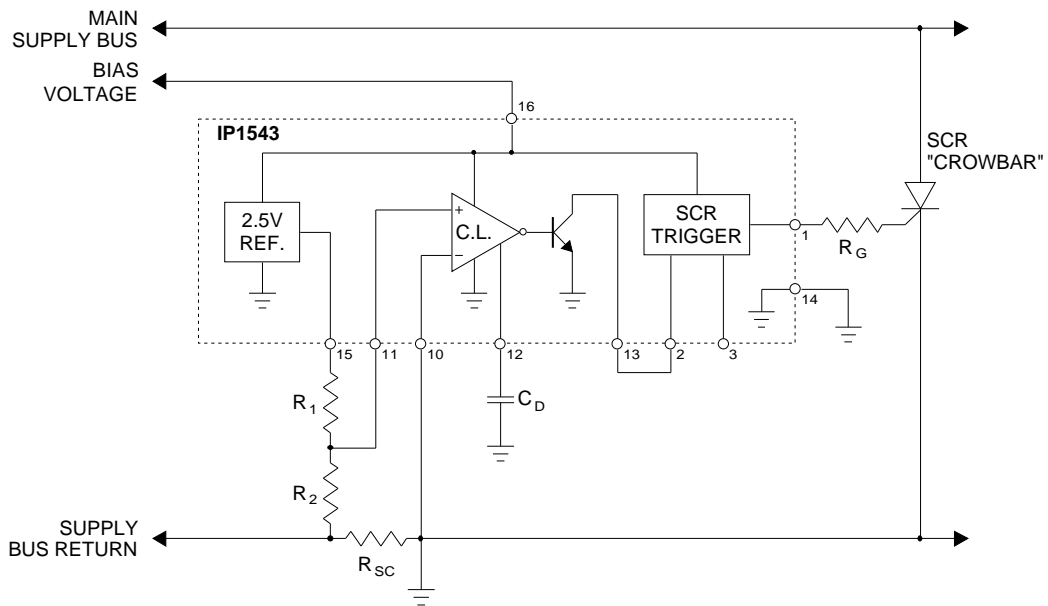 MAIN
SUPPLY BUS
BIAS
VOLTAGE
16
IP1543
SCR
"CROWBAR"
2.5V
REF.
+
C.L.
−
SCR
TRIGGER
1
R G
14
15
11
10
12
13
2
3
R 1
C D
R 2
SUPPLY
BUS RETURN
R SC